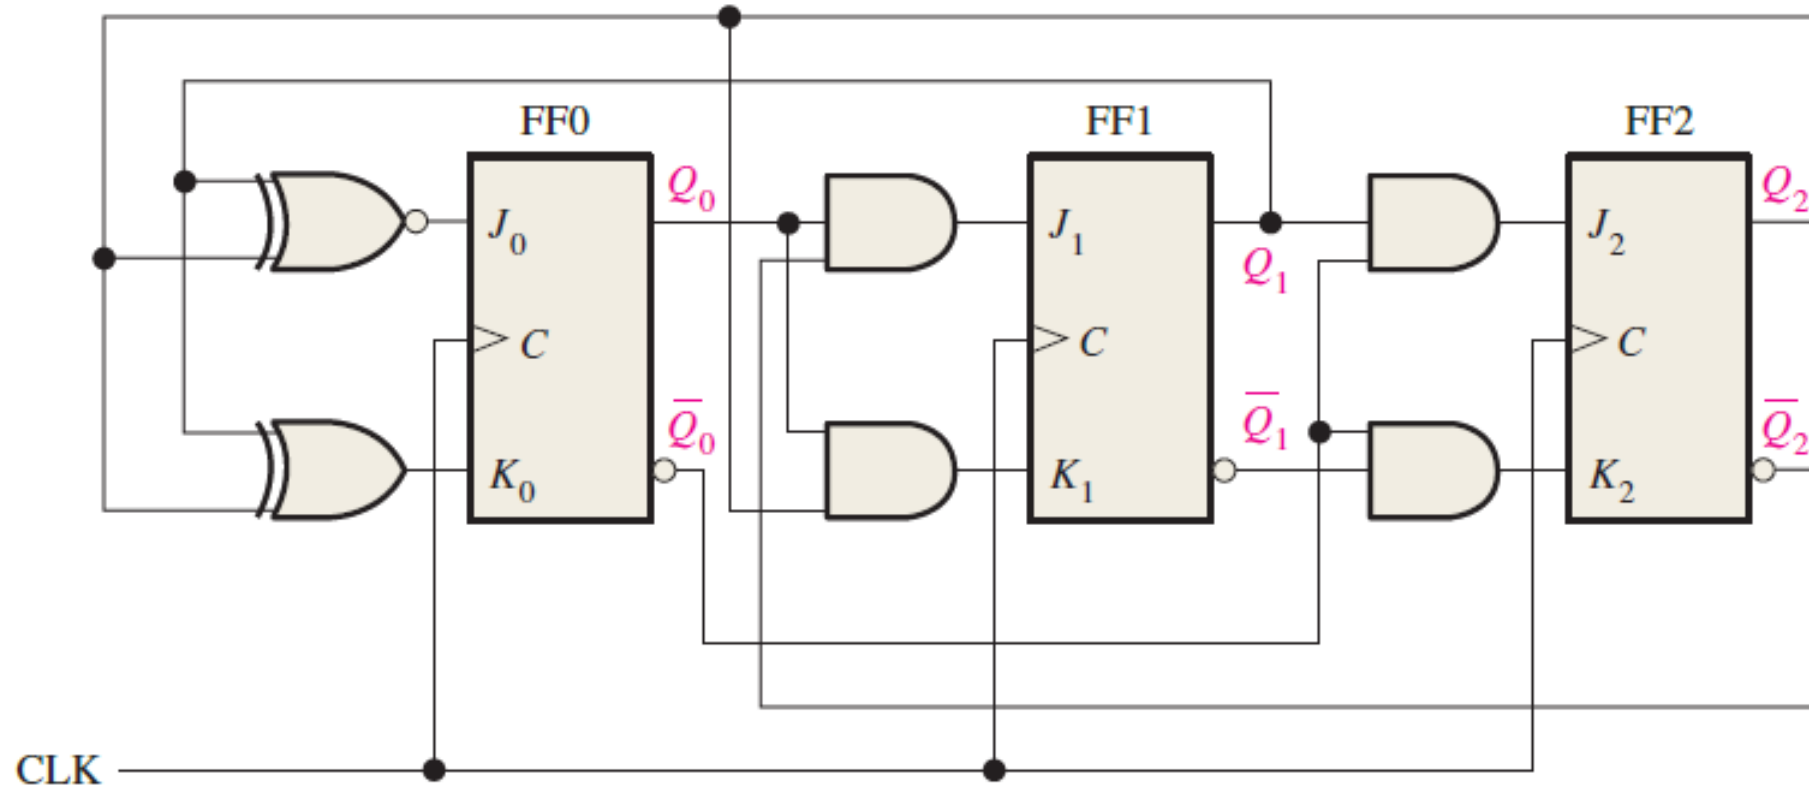 FF0 FF1 FF2
Q0 Q2
J0 J1 J2
Q1
C C C
Q̅0 Q̅1 Q̅2
K0 K1 K2
CLK